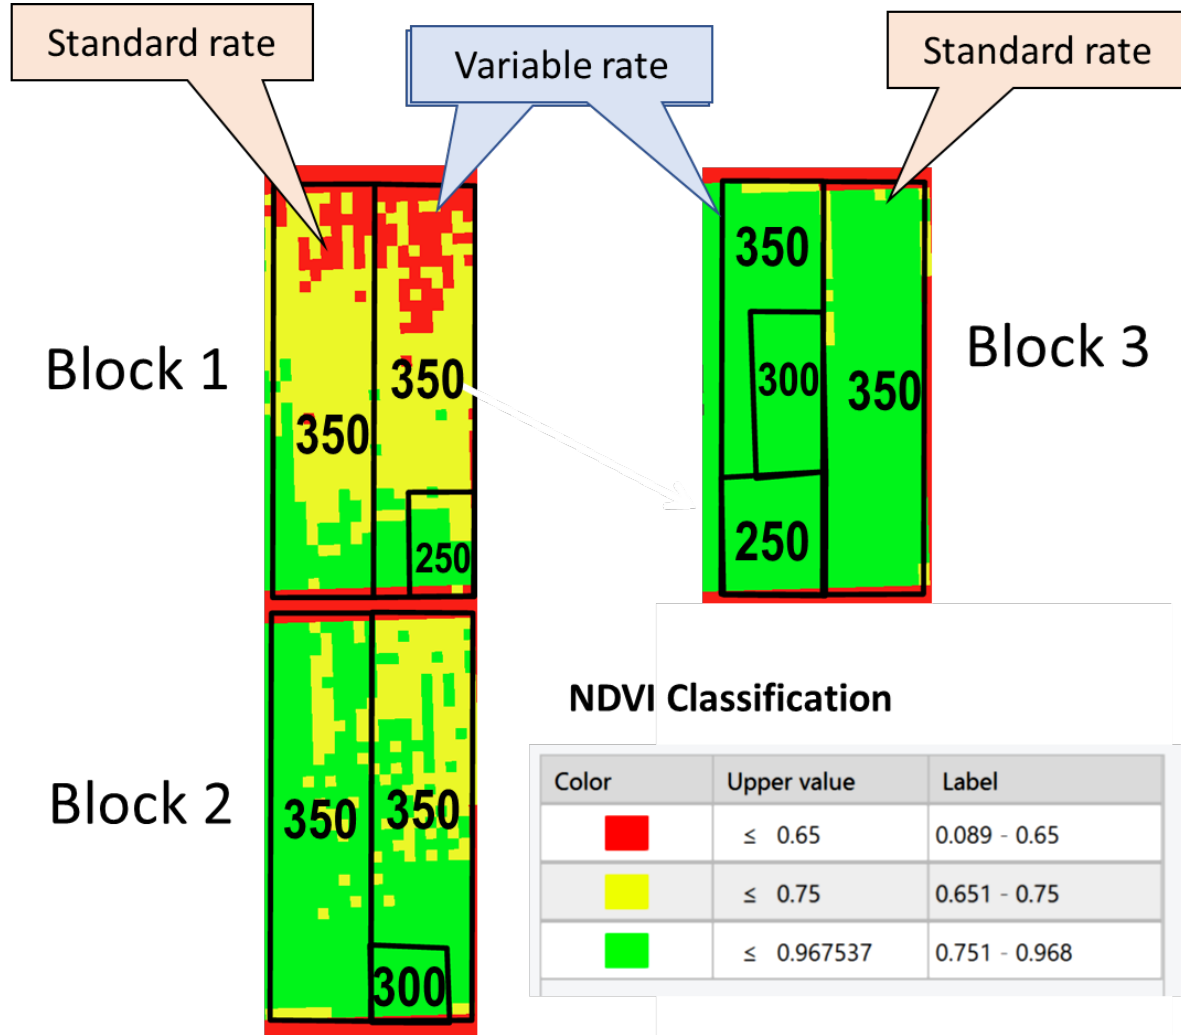 Standard rate
Variable rate
Standard rate
Block 1
350
350
250
350
300
250
350
Block 3
Block 2
350
350
300
NDVI Classification
Color Upper value Label
≤ 0.65 0.089 - 0.65
≤ 0.75 0.651 - 0.75
≤ 0.967537 0.751 - 0.968